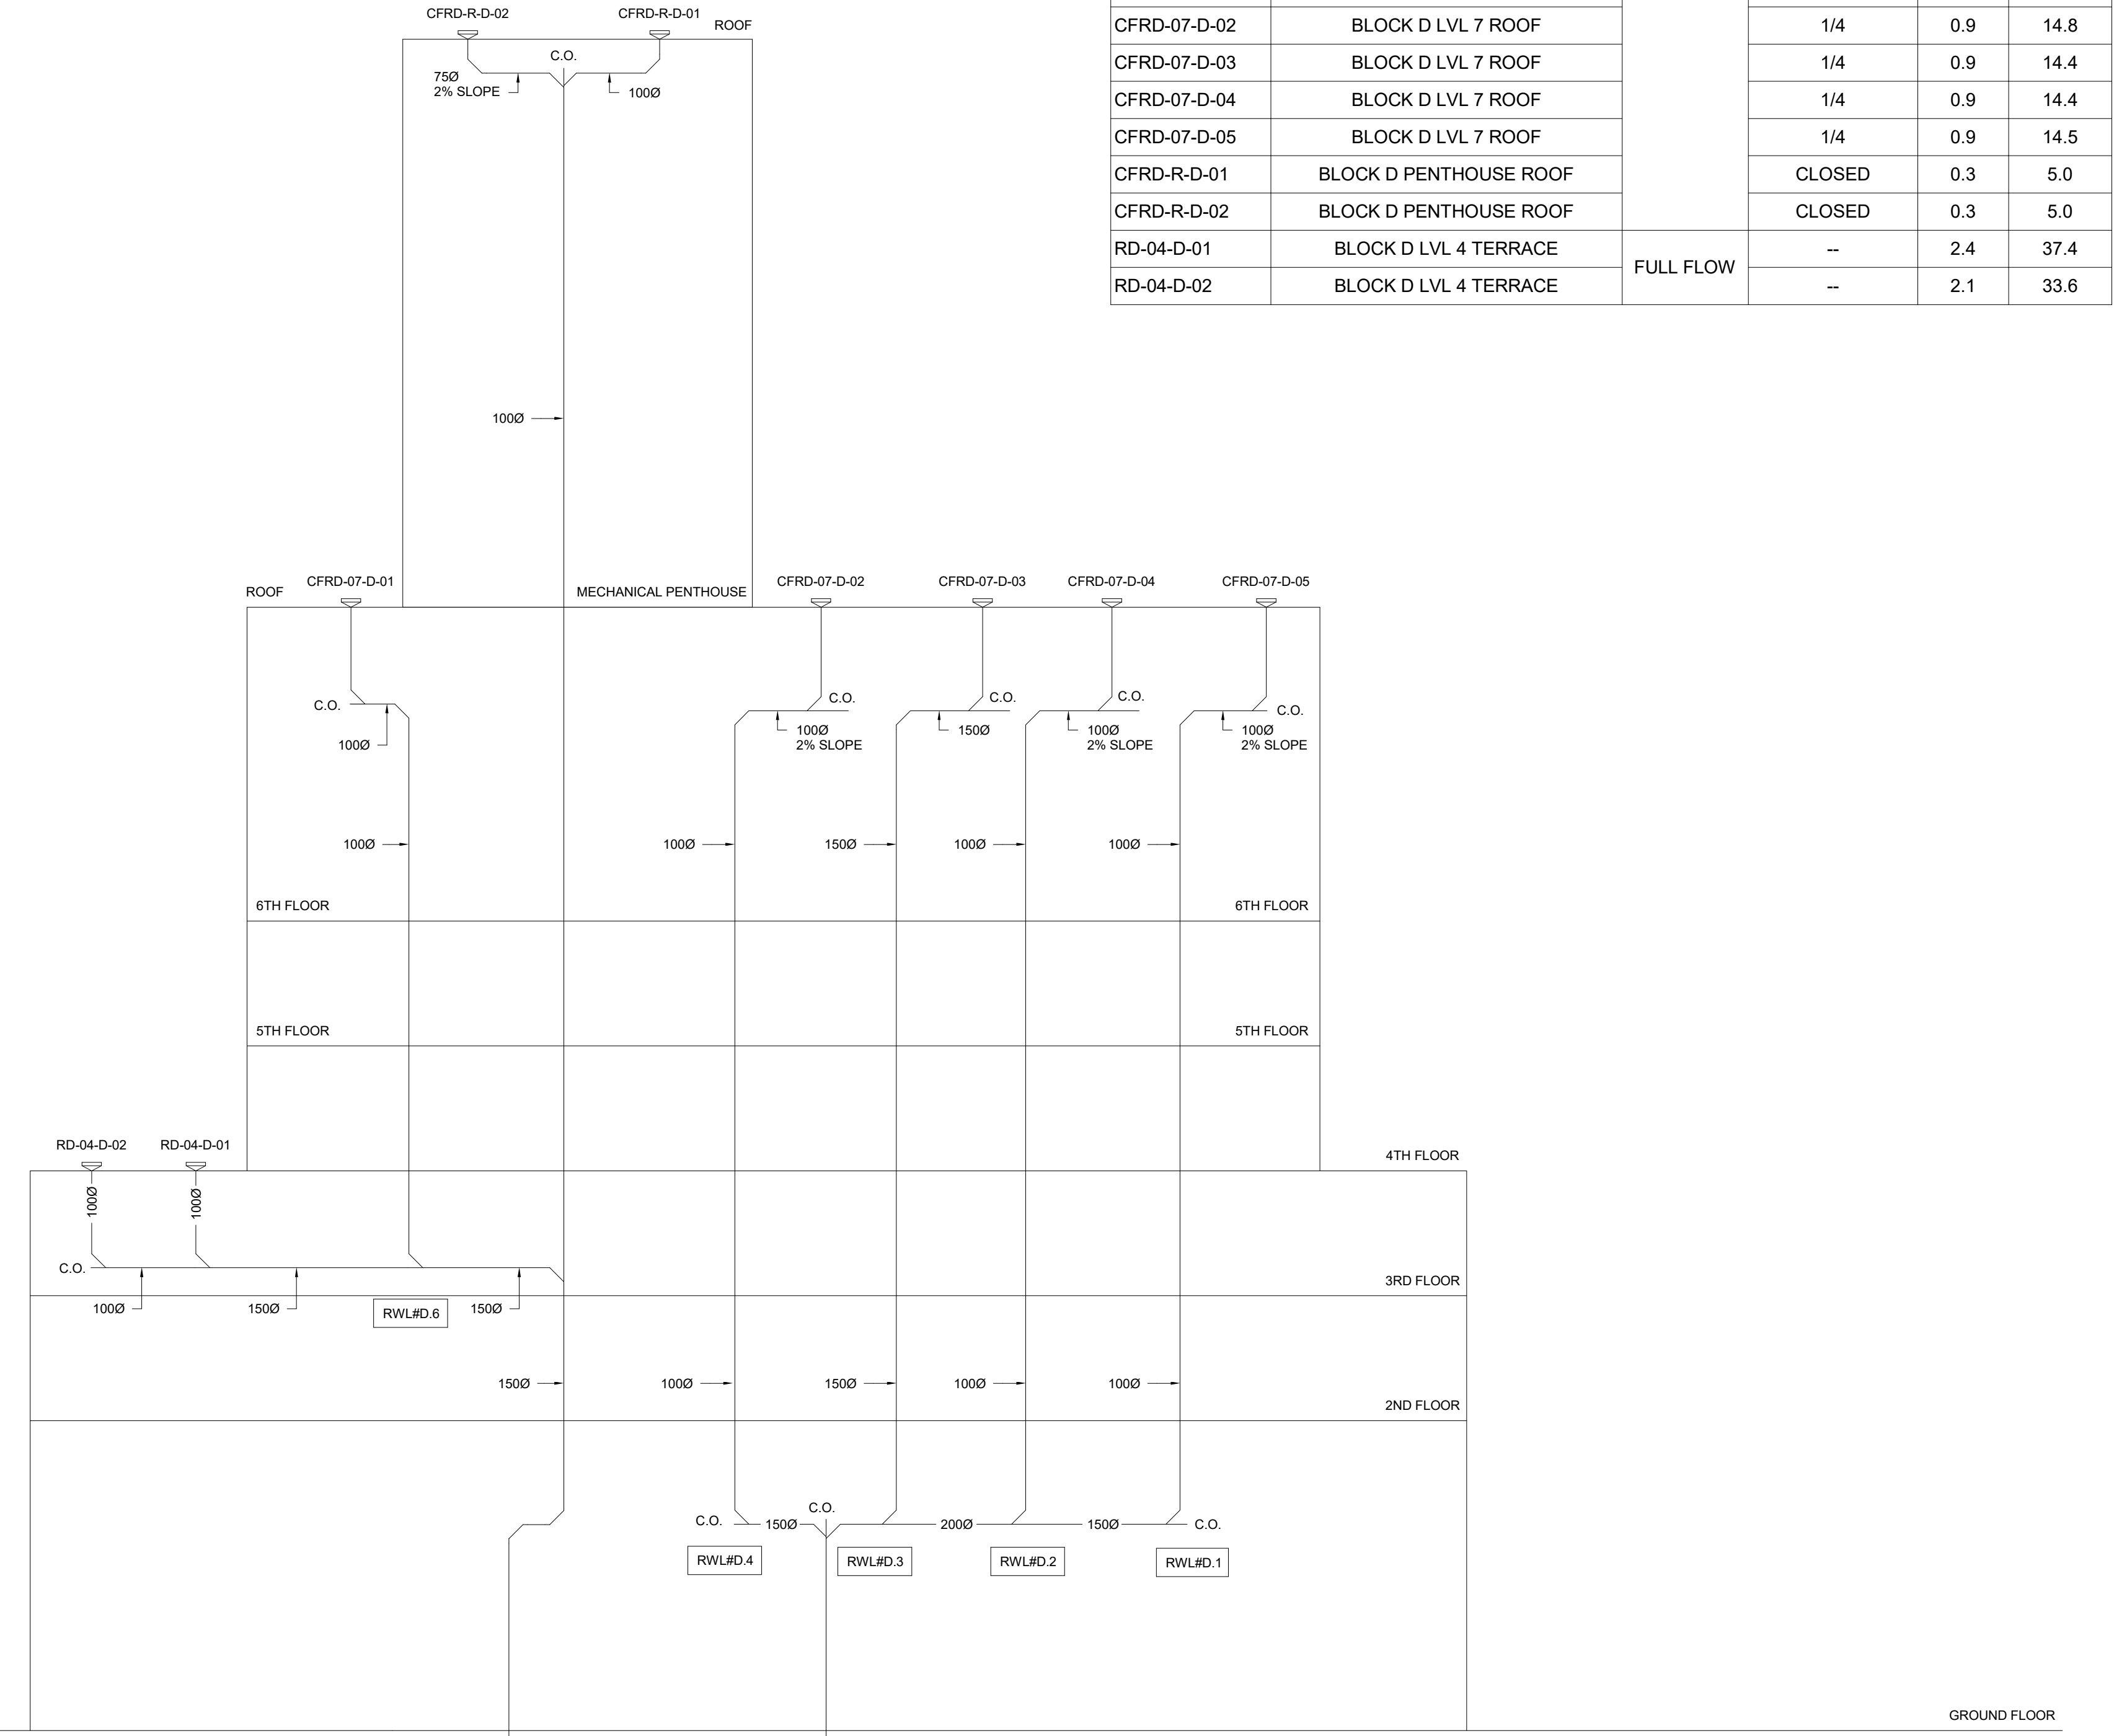 CFRD-07-D-02 BLOCK D LVL 7 ROOF 1/4 0.9 14.8
CFRD-07-D-03 BLOCK D LVL 7 ROOF 1/4 0.9 14.4
CFRD-07-D-04 BLOCK D LVL 7 ROOF 1/4 0.9 14.4
CFRD-07-D-05 BLOCK D LVL 7 ROOF 1/4 0.9 14.5
CFRD-R-D-01 BLOCK D PENTHOUSE ROOF CLOSED 0.3 5.0
CFRD-R-D-02 BLOCK D PENTHOUSE ROOF CLOSED 0.3 5.0
RD-04-D-01 BLOCK D LVL 4 TERRACE -- 2.4 37.4
FULL FLOW
RD-04-D-02 BLOCK D LVL 4 TERRACE -- 2.1 33.6
CFRD-R-D-02 CFRD-R-D-01
ROOF
C.O.
75Ø
2% SLOPE
100Ø
100Ø
ROOF CFRD-07-D-01 MECHANICAL PENTHOUSE CFRD-07-D-02 CFRD-07-D-03 CFRD-07-D-04 CFRD-07-D-05
C.O. C.O. C.O. C.O. C.O.
100Ø
100Ø
2% SLOPE
150Ø
100Ø
2% SLOPE
100Ø
2% SLOPE
100Ø 100Ø 150Ø 100Ø 100Ø
6TH FLOOR 6TH FLOOR
5TH FLOOR 5TH FLOOR
RD-04-D-02 RD-04-D-01
4TH FLOOR
100Ø 100Ø
C.O.
3RD FLOOR
100Ø 150Ø RWL#D.6 150Ø
150Ø 100Ø 150Ø 100Ø 100Ø
2ND FLOOR
C.O.
C.O. 150Ø 200Ø 150Ø C.O.
RWL#D.4 RWL#D.3 RWL#D.2 RWL#D.1
GROUND FLOOR